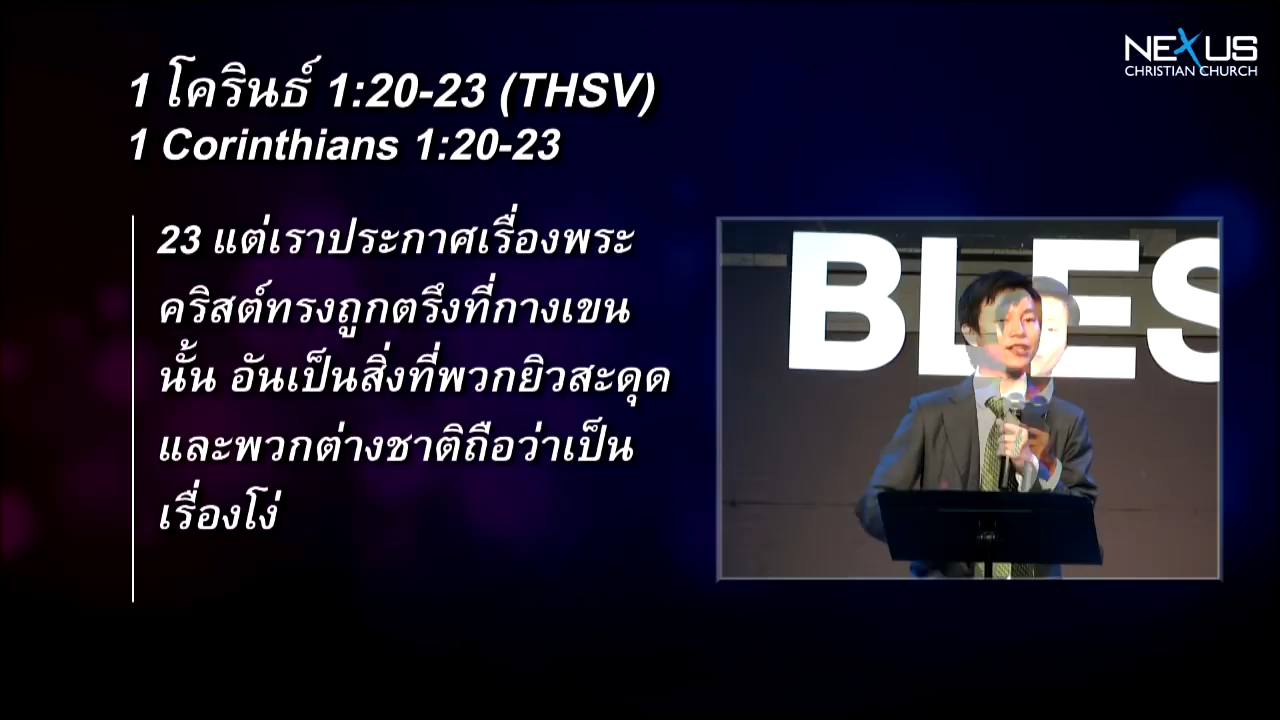 NEXUS
CHRISTIAN CHURCH
1 โครินธ์ 1:20-23 (THSV)
1 Corinthians 1:20-23
23 แต่เราประกาศเรื่องพระ
คริสต์ทรงถูกตรึงที่กางเขน
นั้น อันเป็นสิ่งที่พวกยิวสะดุด
และพวกต่างชาติถือว่าเป็น
เรื่องโง่
BLES